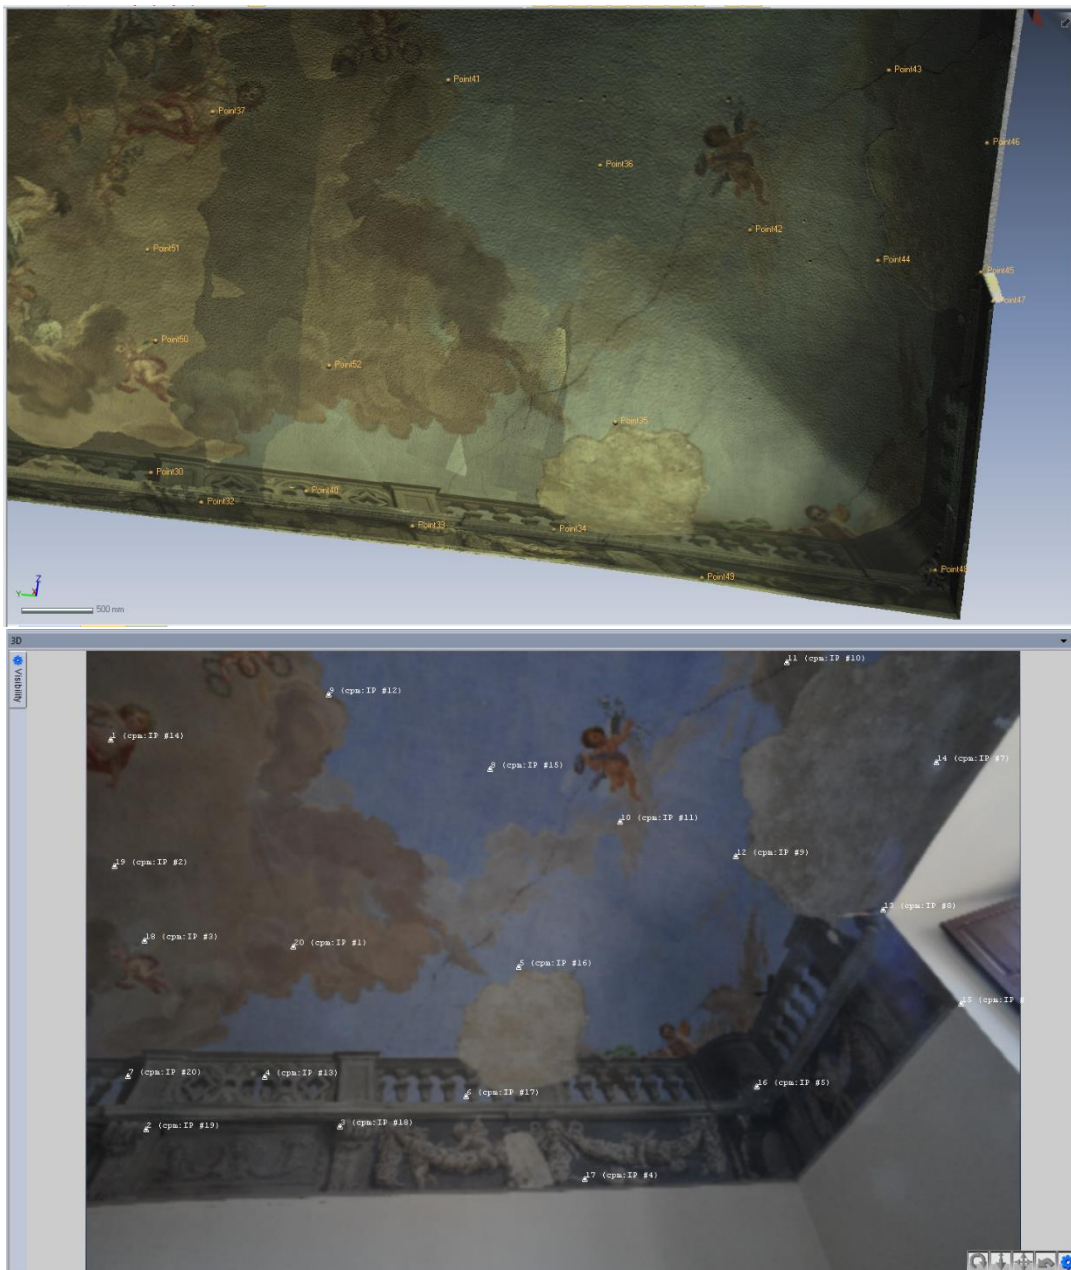 Point41
Point43
Point37
Point46
Point36
Point42
Point51
Point44
Point45
Point47
Point50
Point52
Point35
Point30
Point40
Point32
Point33
Point34
Point48
Point49
Z
Y
X
500 mm
3D
Visibility
11 (cpm:IP #10)
9 (cpm:IP #12)
1 (cpm:IP #14)
8 (cpm:IP #15)
14 (cpm:IP #7)
10 (cpm:IP #11)
12 (cpm:IP #9)
19 (cpm:IP #2)
13 (cpm:IP #8)
18 (cpm:IP #3)
20 (cpm:IP #1)
5 (cpm:IP #16)
15 (cpm:IP #
7 (cpm:IP #20)
4 (cpm:IP #13)
16 (cpm:IP #5)
6 (cpm:IP #17)
2 (cpm:IP #19)
3 (cpm:IP #18)
17 (cpm:IP #4)